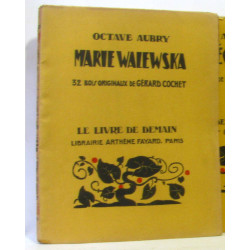 OCTAVE AUBRY
MARIE WALEWSKA
32 BOIS ORIGINAUX DE GÉRARD COCHET
LE LIVRE DE DEMAIN
LIBRAIRIE ARTHÈME FAYARD. PARIS